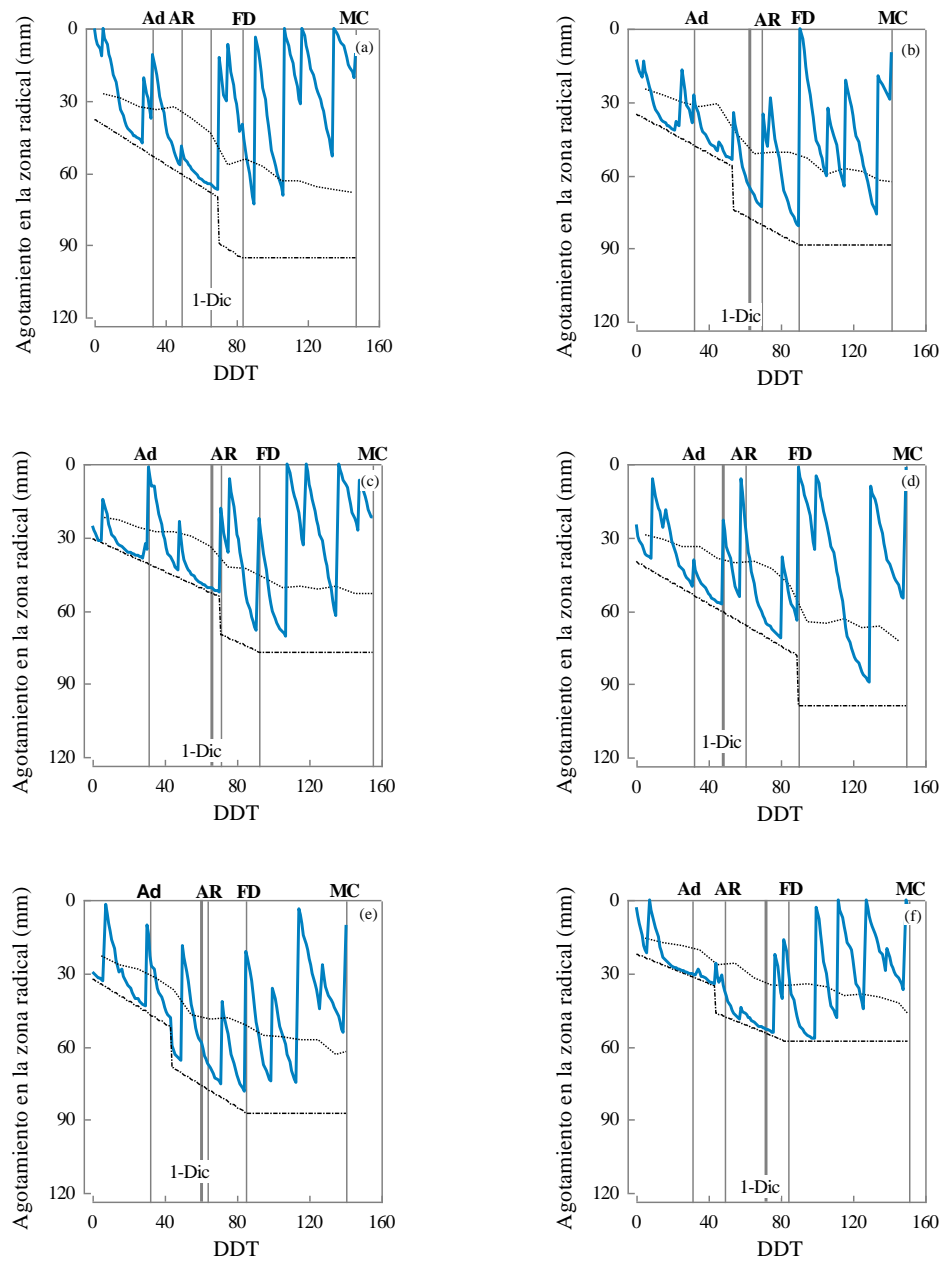 Ad AR FD MC
(a)
Agotamiento en la zona radical (mm)
0
30
60
90
120
1-Dic
0 40 80 120 160
DDT
Ad AR FD MC
(b)
Agotamiento en la zona radical (mm)
0
30
60
90
120
1-Dic
0 40 80 120 160
DDT
Ad AR FD MC
(c)
Agotamiento en la zona radical (mm)
0
30
60
90
120
1-Dic
0 40 80 120 160
DDT
Ad AR FD MC
(d)
Agotamiento en la zona radical (mm)
0
30
60
90
120
1-Dic
0 40 80 120 160
DDT
Ad AR FD MC
(e)
Agotamiento en la zona radical (mm)
0
30
60
90
120
1-Dic
0 40 80 120 160
DDT
Ad AR FD MC
(f)
Agotamiento en la zona radical (mm)
0
30
60
90
120
1-Dic
0 40 80 120 160
DDT